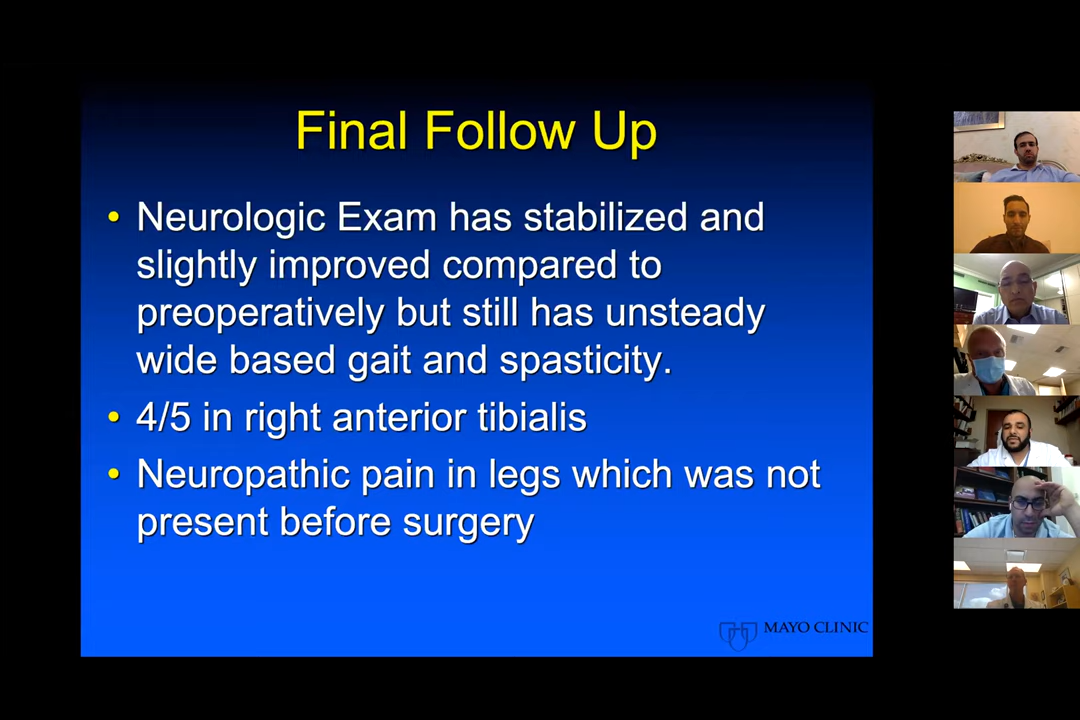 Final Follow Up
• Neurologic Exam has stabilized and
slightly improved compared to
preoperatively but still has unsteady
wide based gait and spasticity.
• 4/5 in right anterior tibialis
• Neuropathic pain in legs which was not
present before surgery
MAYO CLINIC